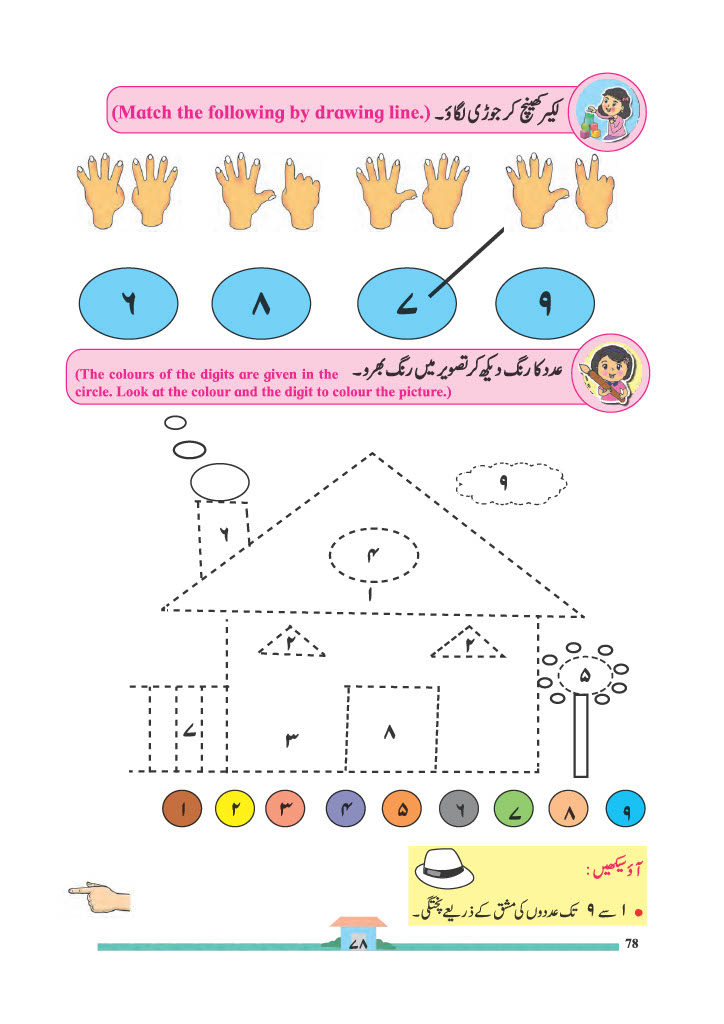 لکیر کھینچ کر جوڑی لگاؤ۔ (Match the following by drawing line.)
۶ ۸ ۷ ۹
عدد کا رنگ دیکھ کر تصویر میں رنگ بھرو۔
(The colours of the digits are given in the
circle. Look at the colour and the digit to colour the picture.)
۹
۶
۴
۱
۲ ۲
۵
۷ ۳ ۸
۱ ۲ ۳ ۴ ۵ ۶ ۷ ۸ ۹
آؤ سیکھیں :
• ۱ سے ۹ تک عددوں کی مشق کے ذریعے پختگی۔
۷۸
78